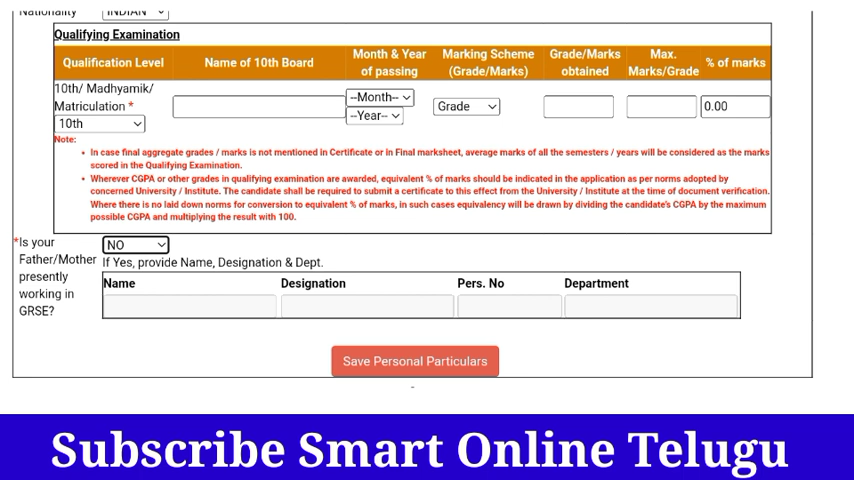 Nationality INDIAN
Qualifying Examination
Qualification Level Name of 10th Board Month & Year of passing Marking Scheme (Grade/Marks) Grade/Marks obtained Max. Marks/Grade % of marks
10th/ Madhyamik/
Matriculation *
10th
--Month--
--Year--
Grade
0.00
Note:
• In case final aggregate grades / marks is not mentioned in Certificate or in Final marksheet, average marks of all the semesters / years will be considered as the marks
scored in the Qualifying Examination.
• Wherever CGPA or other grades in qualifying examination are awarded, equivalent % of marks should be indicated in the application as per norms adopted by
concerned University / Institute. The candidate shall be required to submit a certificate to this effect from the University / Institute at the time of document verification.
Where there is no laid down norms for conversion to equivalent % of marks, in such cases equivalency will be drawn by dividing the candidate's CGPA by the maximum
possible CGPA and multiplying the result with 100.
*Is your
Father/Mother
presently
working in
GRSE?
NO
If Yes, provide Name, Designation & Dept.
Name Designation Pers. No Department
Save Personal Particulars
Subscribe Smart Online Telugu